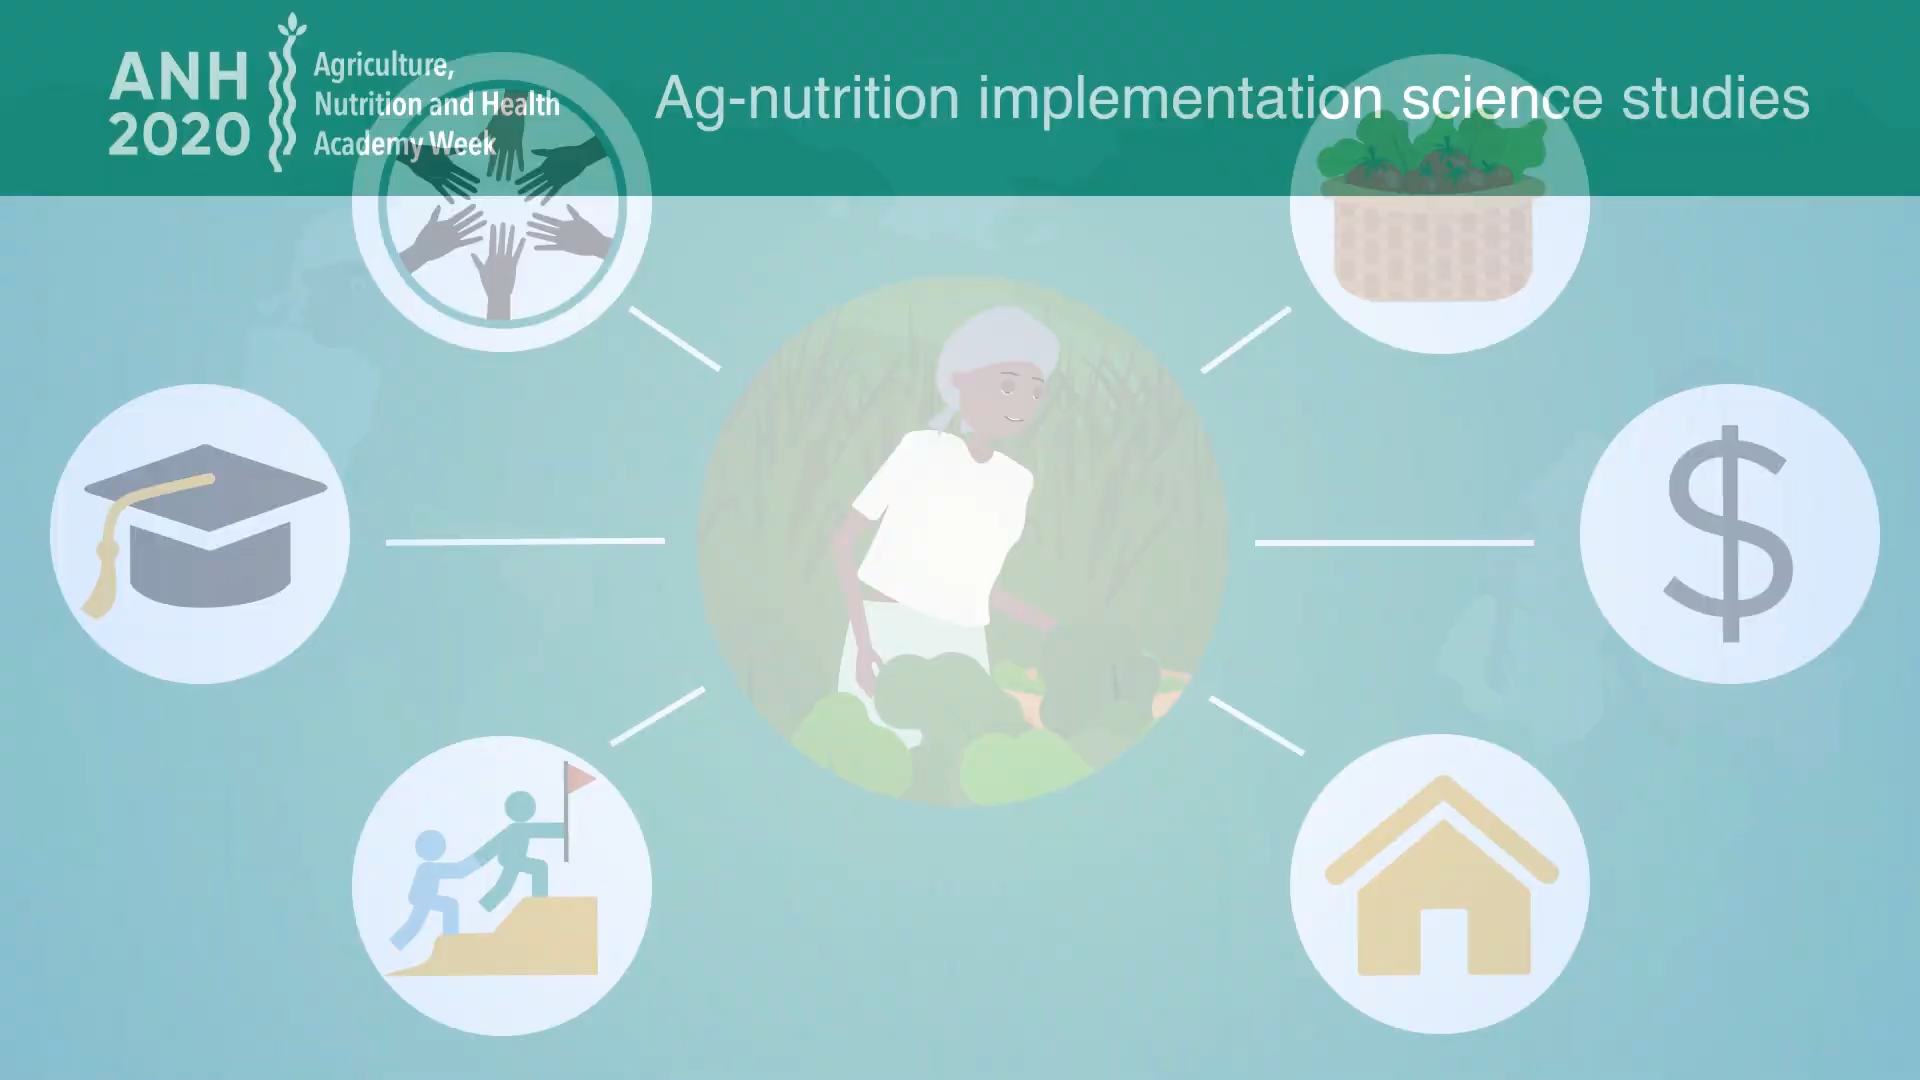 ANH
2020
Agriculture,
Nutrition and Health
Academy Week
Ag-nutrition implementation science studies
$